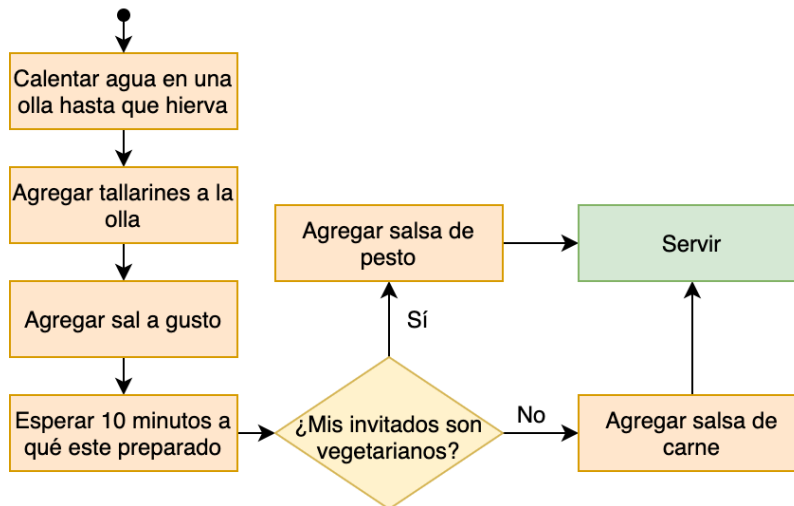 Calentar agua en una
olla hasta que hierva
Agregar tallarines a la
olla
Agregar sal a gusto
Esperar 10 minutos a
qué este preparado
¿Mis invitados son
vegetarianos?
Sí
Agregar salsa de
pesto
No
Agregar salsa de
carne
Servir